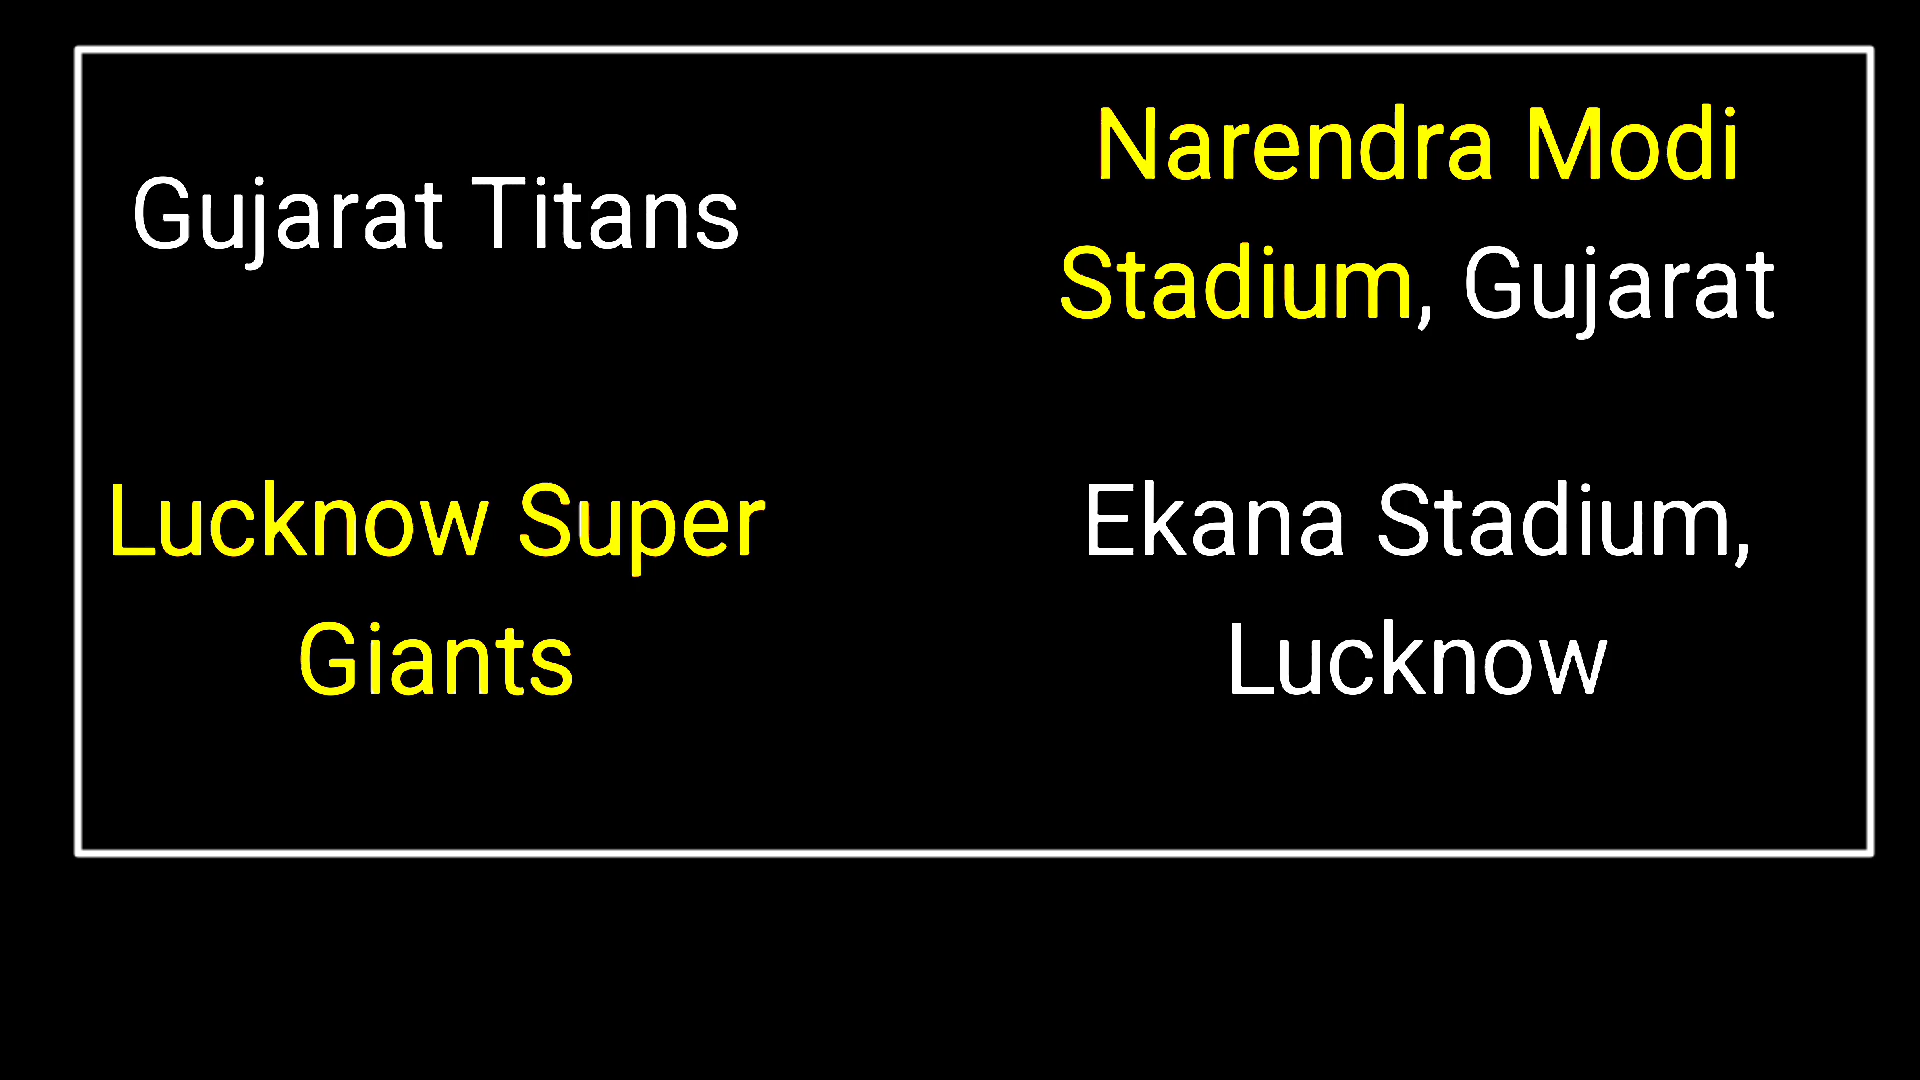 Gujarat Titans
Narendra Modi
Stadium, Gujarat
Lucknow Super
Giants
Ekana Stadium,
Lucknow